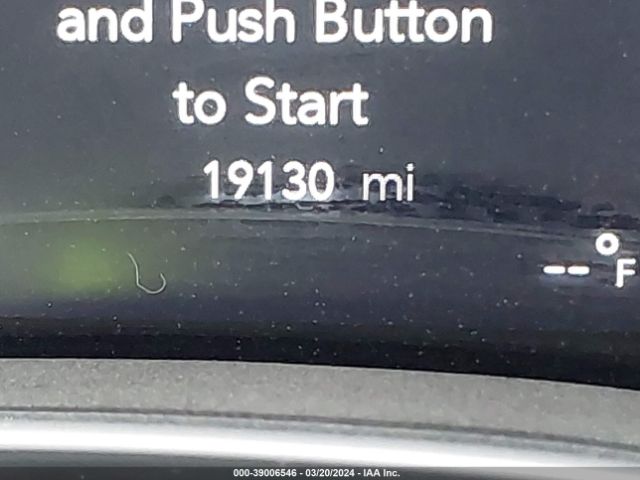 and Push Button
to Start
19130 mi
--°F
000-39006546 - 03/20/2024 - IAA Inc.